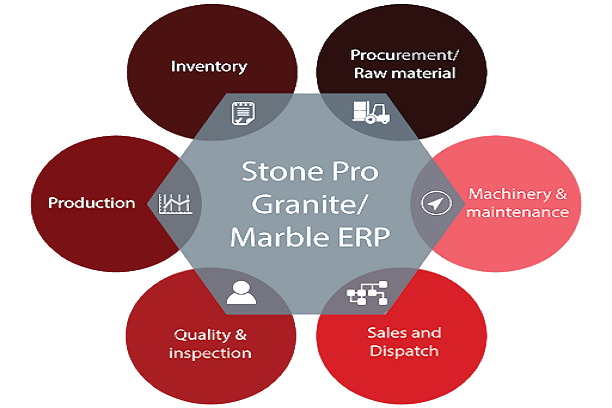 Inventory
Procurement/
Raw material
Production
Stone Pro
Granite/
Marble ERP
Machinery &
maintenance
Quality &
inspection
Sales and
Dispatch